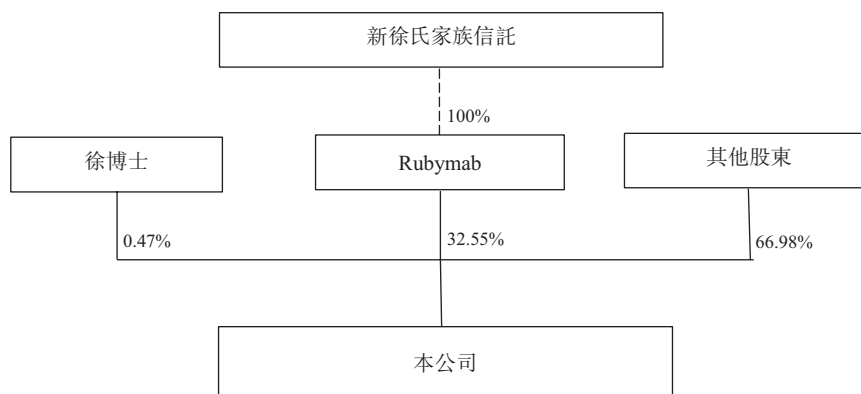 新徐氏家族信託
100%
徐博士
Rubymab
其他股東
0.47%
32.55%
66.98%
本公司